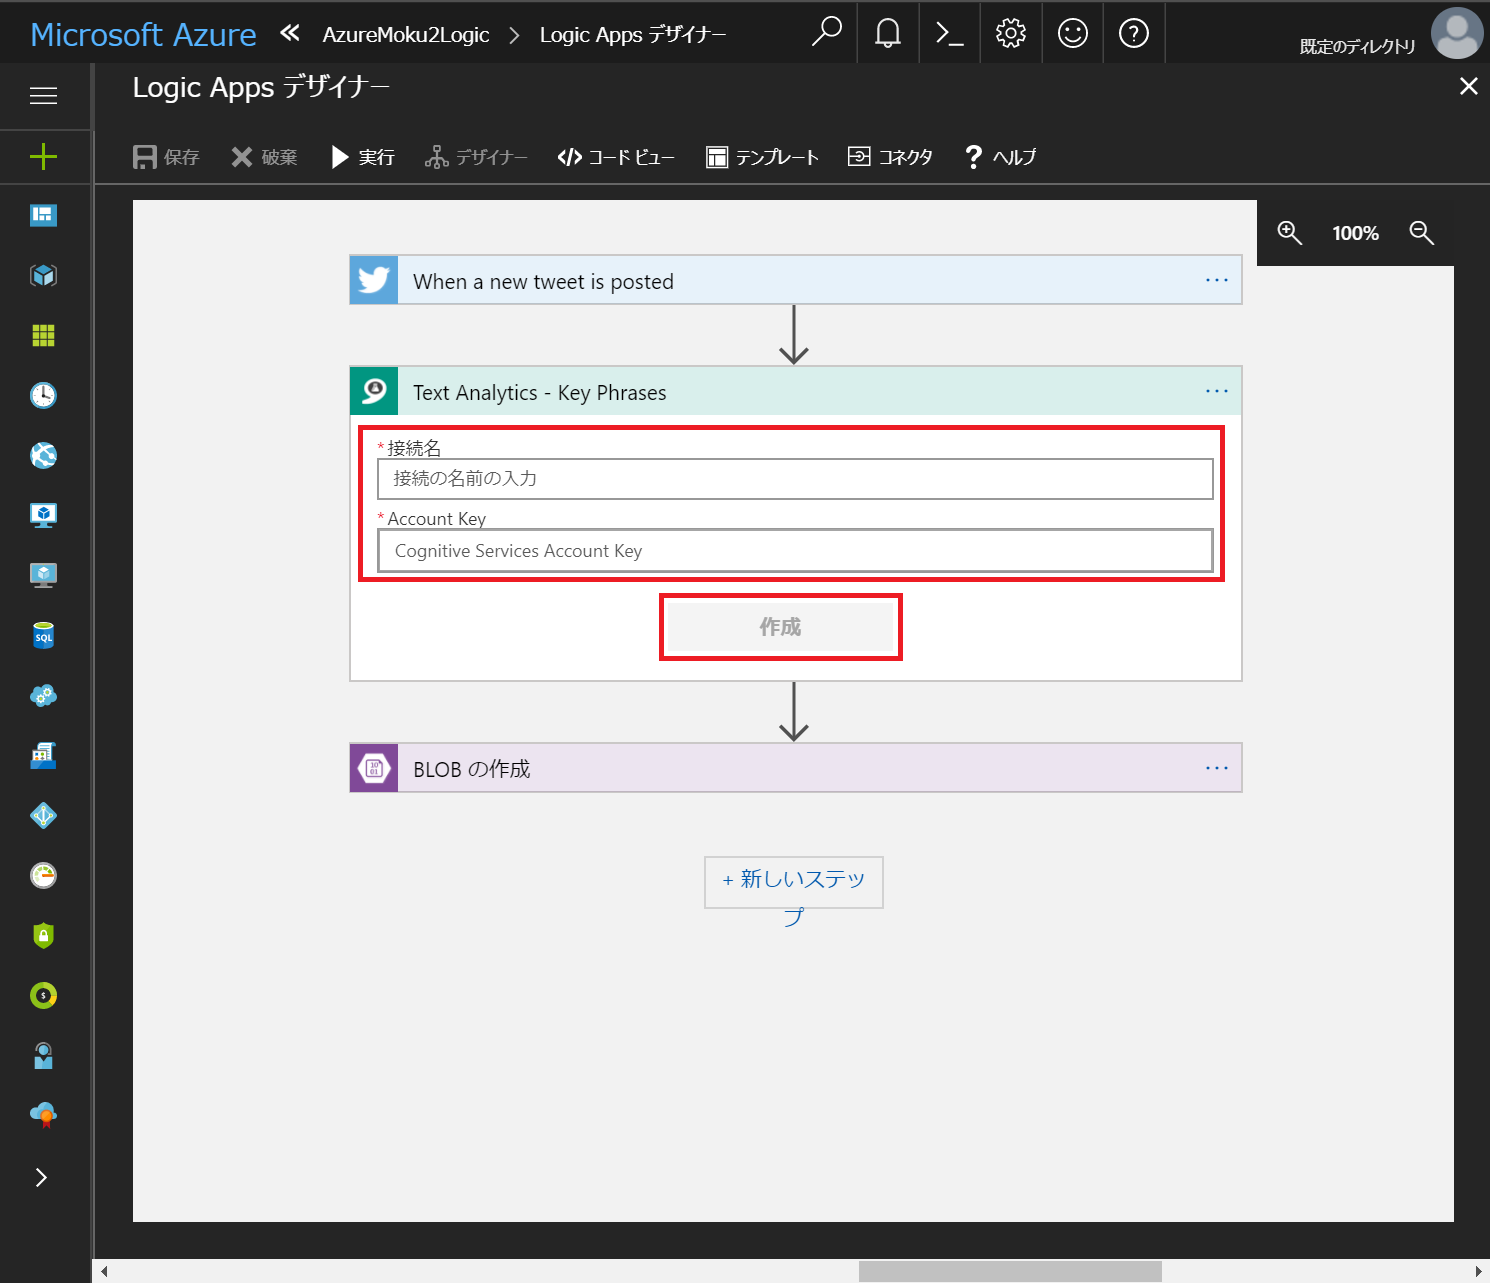 Microsoft Azure « AzureMoku2Logic > Logic Apps デザイナー 既定のディレクトリ
Logic Apps デザイナー
保存 破棄 実行 デザイナー コード ビュー テンプレート コネクタ ヘルプ
100%
When a new tweet is posted ...
Text Analytics - Key Phrases ...
* 接続名
接続の名前の入力
* Account Key
Cognitive Services Account Key
作成
10
01
BLOB の作成 ...
+ 新しいステッ
プ
SQL